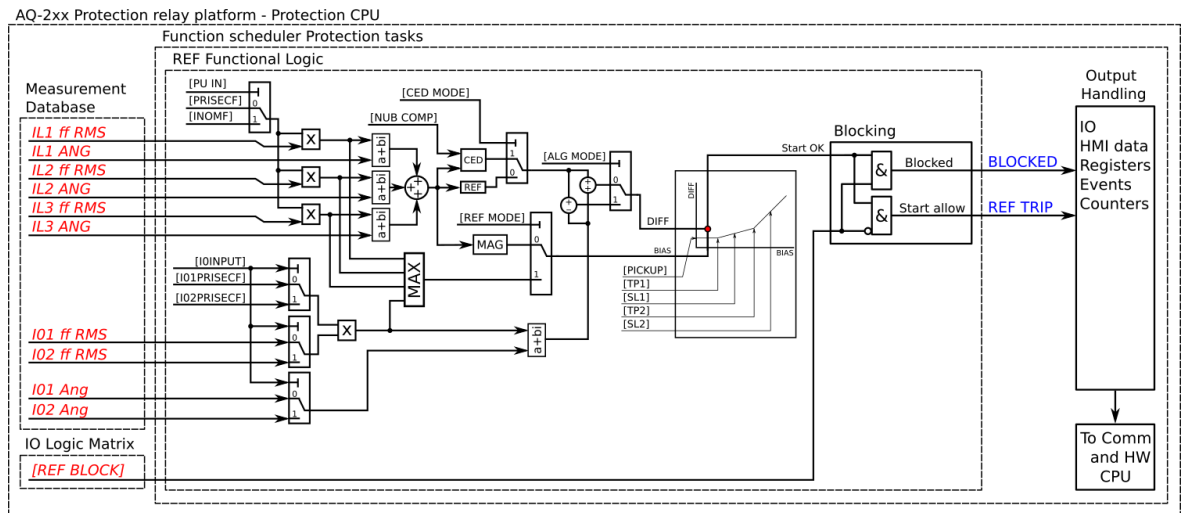 AQ-2xx Protection relay platform - Protection CPU
Function scheduler Protection tasks
REF Functional Logic
Measurement
Database
IL1 ff RMS
IL1 ANG
IL2 ff RMS
IL2 ANG
IL3 ff RMS
IL3 ANG
I01 ff RMS
I02 ff RMS
I01 Ang
I02 Ang
IO Logic Matrix
[REF BLOCK]
[PU IN]
[PRISECF]
[INOMF]
0
1
X
X
X
a+bi
a+bi
a+bi
+
+
+
[NUB COMP]
[CED MODE]
CED
REF
1
0
[ALG MODE]
0
1
+
-
+
-
[REF MODE]
MAG
0
1
MAX
[I0INPUT]
[I01PRISECF]
[I02PRISECF]
0
1
0
1
0
1
X
a+bi
DIFF
BIAS
DIFF
BIAS
[PICKUP]
[TP1]
[SL1]
[TP2]
[SL2]
Start OK
Blocking
&
Blocked
&
Start allow
BLOCKED
REF TRIP
Output
Handling
IO
HMI data
Registers
Events
Counters
To Comm
and HW
CPU